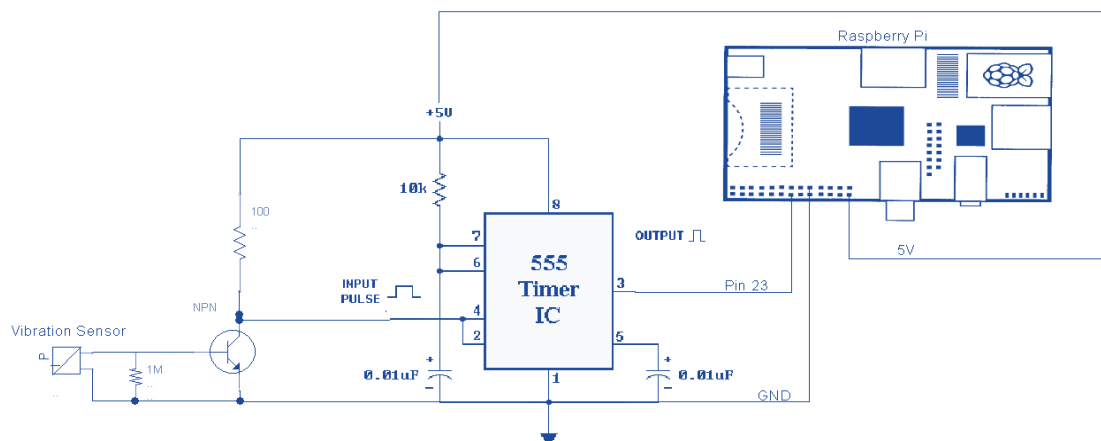 Raspberry Pi
+5V
10k
100
..
8
7
6
555
Timer
IC
OUTPUT
3
Pin 23
5V
INPUT
PULSE
4
2
5
NPN
Vibration Sensor
P
1M
..
..
+
0.01uF
-
1
+
0.01uF
-
GND